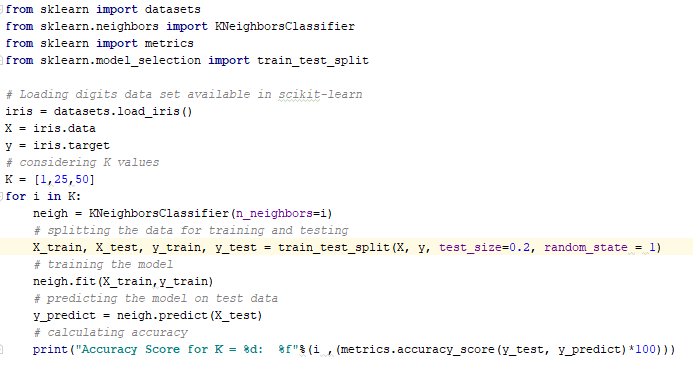 from sklearn import datasets
from sklearn.neighbors import KNeighborsClassifier
from sklearn import metrics
from sklearn.model_selection import train_test_split
# Loading digits data set available in scikit-learn
iris = datasets.load_iris()
X = iris.data
y = iris.target
# considering K values
K = [1,25,50]
for i in K:
    neigh = KNeighborsClassifier(n_neighbors=i)
    # splitting the data for training and testing
    X_train, X_test, y_train, y_test = train_test_split(X, y, test_size=0.2, random_state = 1)
    # training the model
    neigh.fit(X_train,y_train)
    # predicting the model on test data
    y_predict = neigh.predict(X_test)
    # calculating accuracy
    print("Accuracy Score for K = %d:  %f"%(i ,(metrics.accuracy_score(y_test, y_predict)*100)))